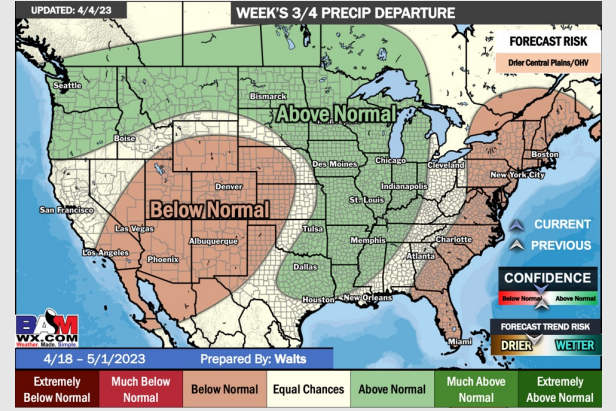 UPDATED: 4/4/23
WEEK'S 3/4 PRECIP DEPARTURE
FORECAST RISK
Drier Central Plains/OHV
Seattle
Bismarck
Above Normal
Boise
Boston
Des Moines
Chicago
Cleveland
New York City
Denver
Indianapolis
Below Normal
St. Louis
San Francisco
Las Vegas
Tulsa
CURRENT
Albuquerque
Memphis
Charlotte
PREVIOUS
Los Angeles
Phoenix
Atlanta
Dallas
CONFIDENCE
Houston
New Orleans
Below Normal
Above Normal
BAM
WX.COM
Weather. Made. Simple.
FORECAST TREND RISK
DRIER
WETTER
Miami
4/18 – 5/1/2023
Prepared By: Walts
Extremely
Below Normal
Much Below
Normal
Below Normal
Equal Chances
Above Normal
Much Above
Normal
Extremely
Above Normal